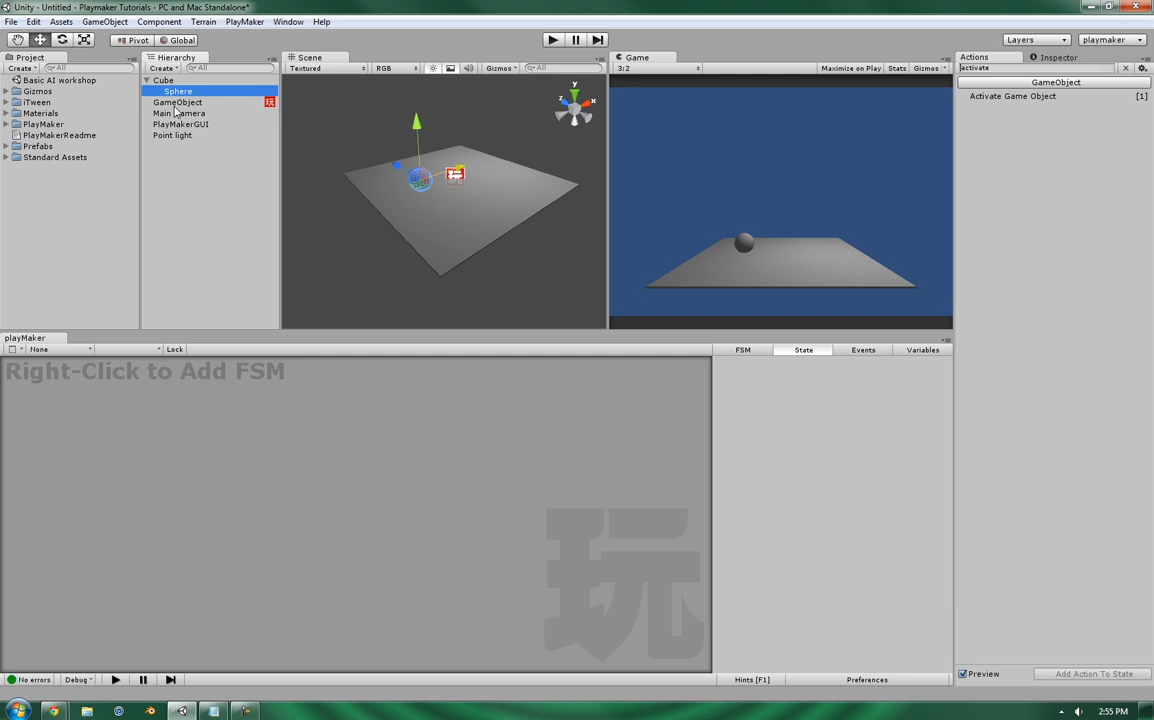 Unity - Untitled - Playmaker Tutorials - PC and Mac Standalone*
File Edit Assets GameObject Component Terrain PlayMaker Window Help
Pivot Global Layers playmaker
Project Hierarchy Scene Game Actions Inspector
Create All Create All Textured RGB Gizmos All 3:2 Maximize on Play Stats Gizmos activate
Basic AI workshop
Gizmos
iTween
Materials
PlayMaker
PlayMakerReadme
Prefabs
Standard Assets
Cube
Sphere
GameObject 玩
Main Camera
PlayMakerGUI
Point light
y
z x
GameObject
Activate Game Object [1]
playMaker
None Lock FSM State Events Variables
Right-Click to Add FSM
玩
No errors Debug Hints [F1] Preferences
Preview Add Action To State
2:55 PM